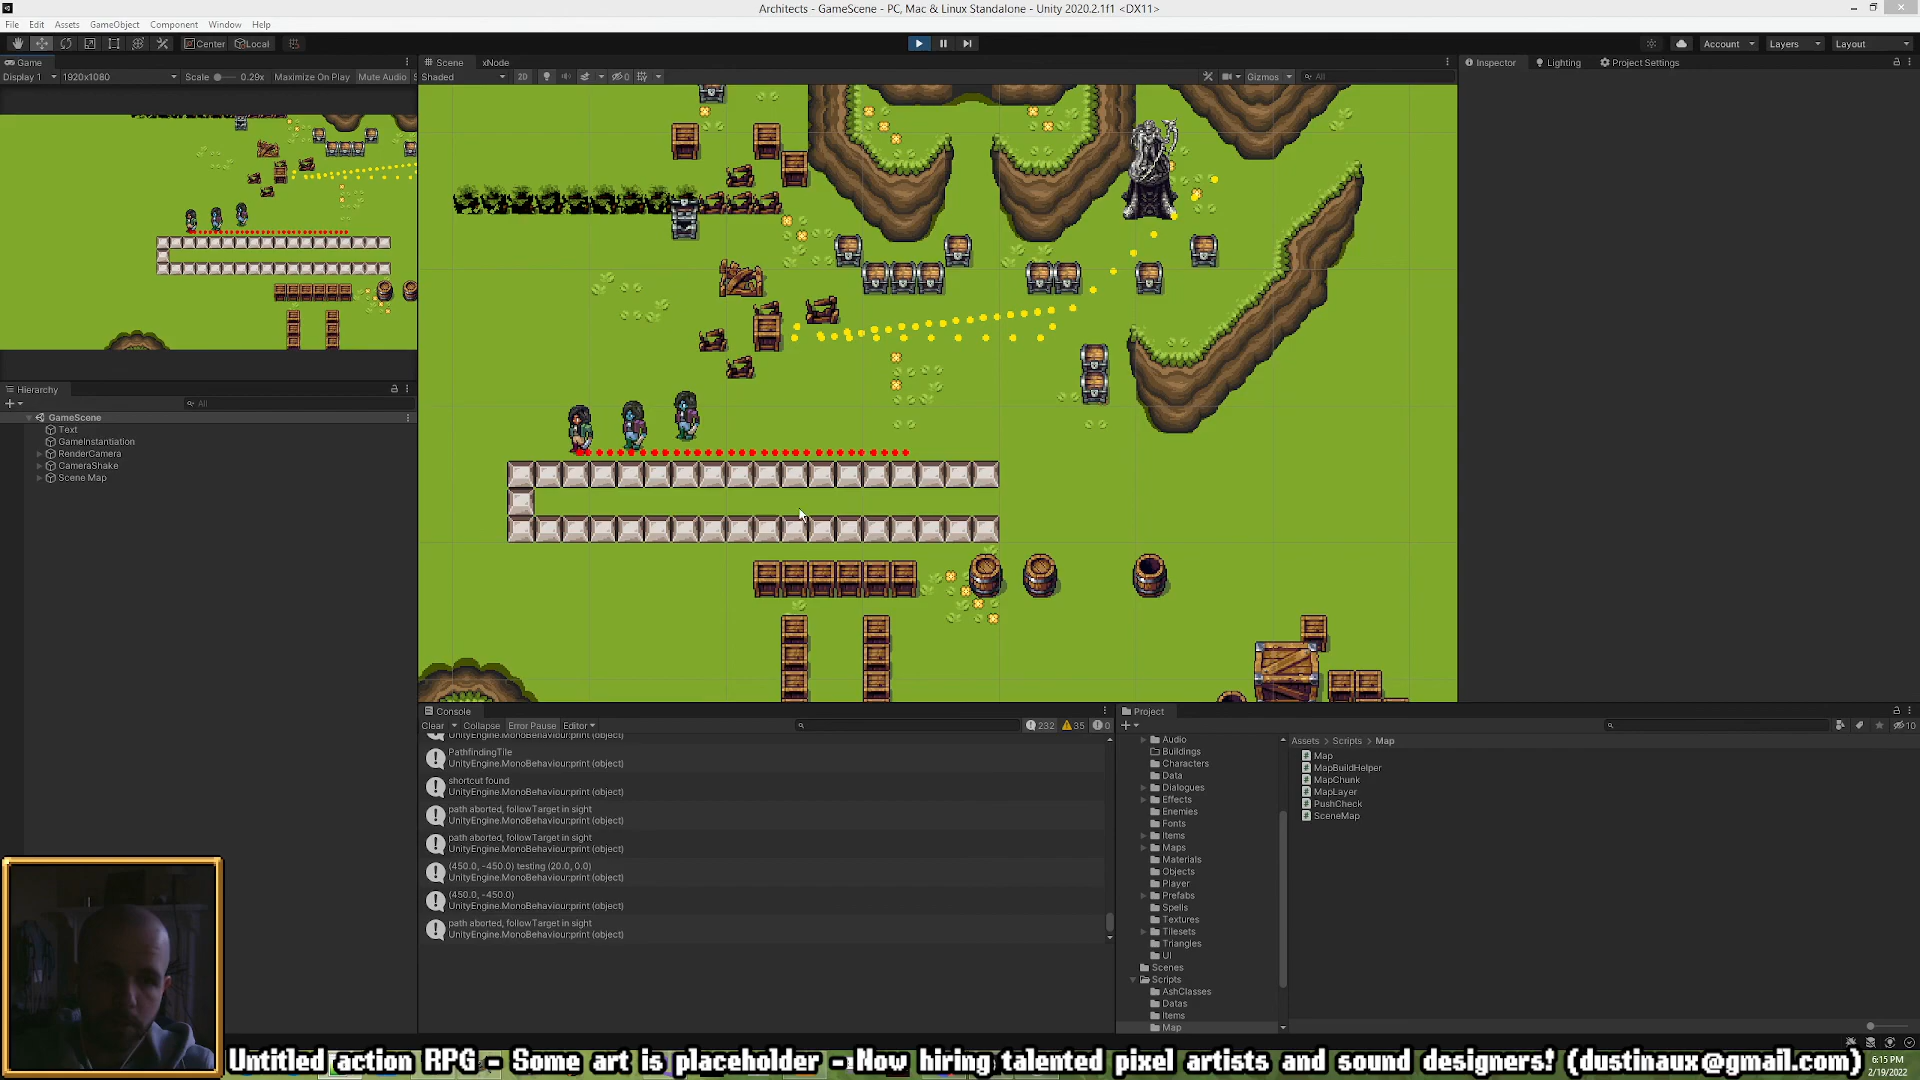 Architects - GameScene - PC, Mac & Linux Standalone - Unity 2020.2.1f1 <DX11>
File Edit Assets GameObject Component Window Help
Center Local
Account Layers Layout
Game
Scene xNode
Inspector Lighting Project Settings
Display 1 1920x1080 Scale 0.29x Maximize On Play Mute Audio S
Shaded 2D 0 Gizmos All
Hierarchy
All
GameScene
Text
GameInstantiation
RenderCamera
CameraShake
Scene Map
Console
Clear Collapse Error Pause Editor 232 35 0
UnityEngine.MonoBehaviour:print (object)
PathfindingTile
UnityEngine.MonoBehaviour:print (object)
shortcut found
UnityEngine.MonoBehaviour:print (object)
path aborted, followTarget in sight
UnityEngine.MonoBehaviour:print (object)
path aborted, followTarget in sight
UnityEngine.MonoBehaviour:print (object)
(450.0, -450.0) testing (20.0, 0.0)
UnityEngine.MonoBehaviour:print (object)
(450.0, -450.0)
UnityEngine.MonoBehaviour:print (object)
path aborted, followTarget in sight
UnityEngine.MonoBehaviour:print (object)
Project
10
Audio
Buildings
Characters
Data
Dialogues
Effects
Enemies
Fonts
Items
Maps
Materials
Objects
Player
Prefabs
Spells
Textures
Tilesets
Triangles
UI
Scenes
Scripts
AshClasses
Datas
Items
Map
Assets > Scripts > Map
Map
MapBuildHelper
MapChunk
MapLayer
PushCheck
SceneMap
Untitled action RPG - Some art is placeholder - Now hiring talented pixel artists and sound designers! (dustinaux@gmail.com)
6:15 PM
2/19/2022